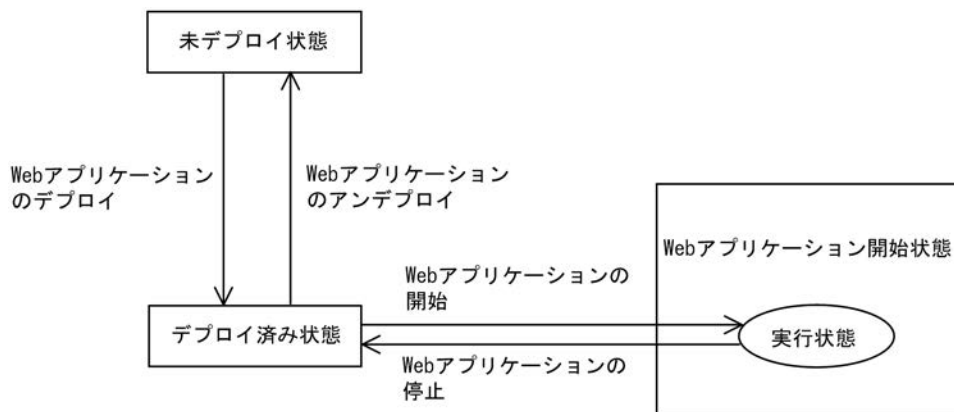 未デプロイ状態
Webアプリケーション
のデプロイ
Webアプリケーション
のアンデプロイ
Webアプリケーション開始状態
Webアプリケーションの
開始
デプロイ済み状態
実行状態
Webアプリケーションの
停止